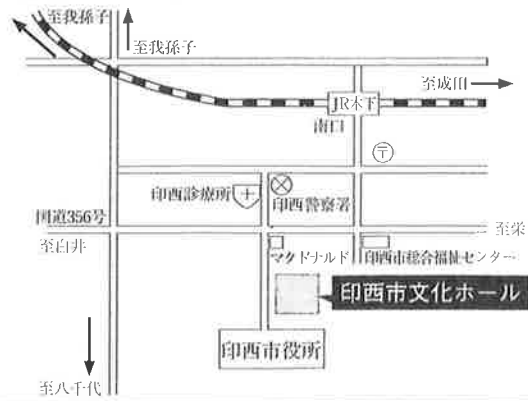 至我孫子
至我孫子
至成田
JR木下
南口
〒
印西診療所
印西警察署
国道356号
至白井
至栄
マクドナルド
印西市総合福祉センター
印西市文化ホール
印西市役所
至八千代